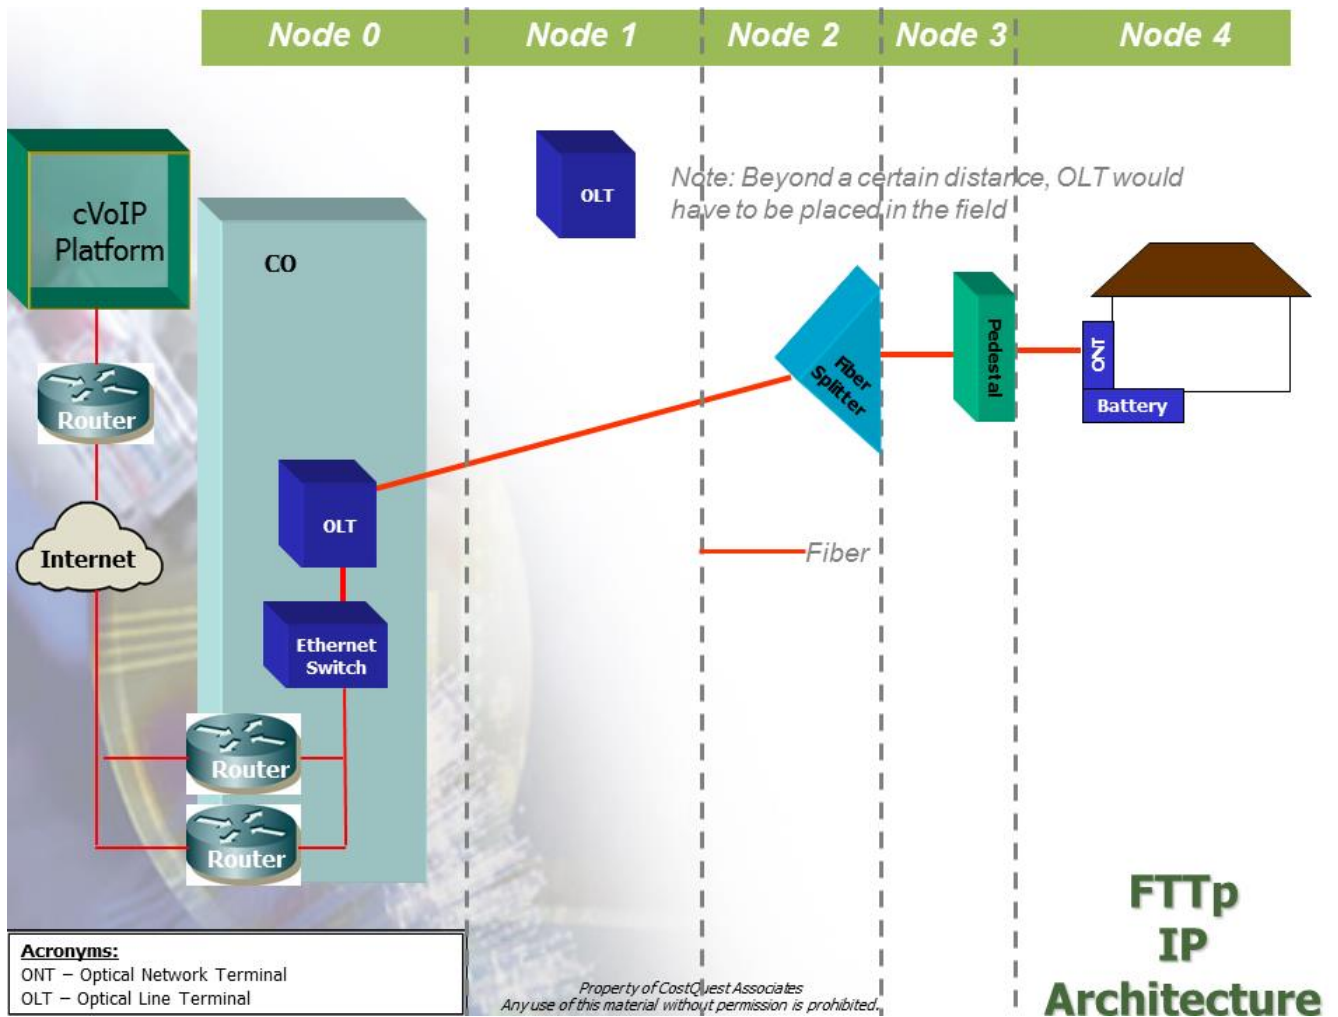 Node 0 Node 1 Node 2 Node 3 Node 4
cVoIP
Platform
CO
OLT
Note: Beyond a certain distance, OLT would
have to be placed in the field
Router
Internet
OLT
Ethernet
Switch
Router
Router
Fiber
Splitter
Pedestal
ONT
Battery
Fiber
FTTp
IP
Architecture
Acronyms:
ONT – Optical Network Terminal
OLT – Optical Line Terminal
Property of CostQuest Associates
Any use of this material without permission is prohibited.